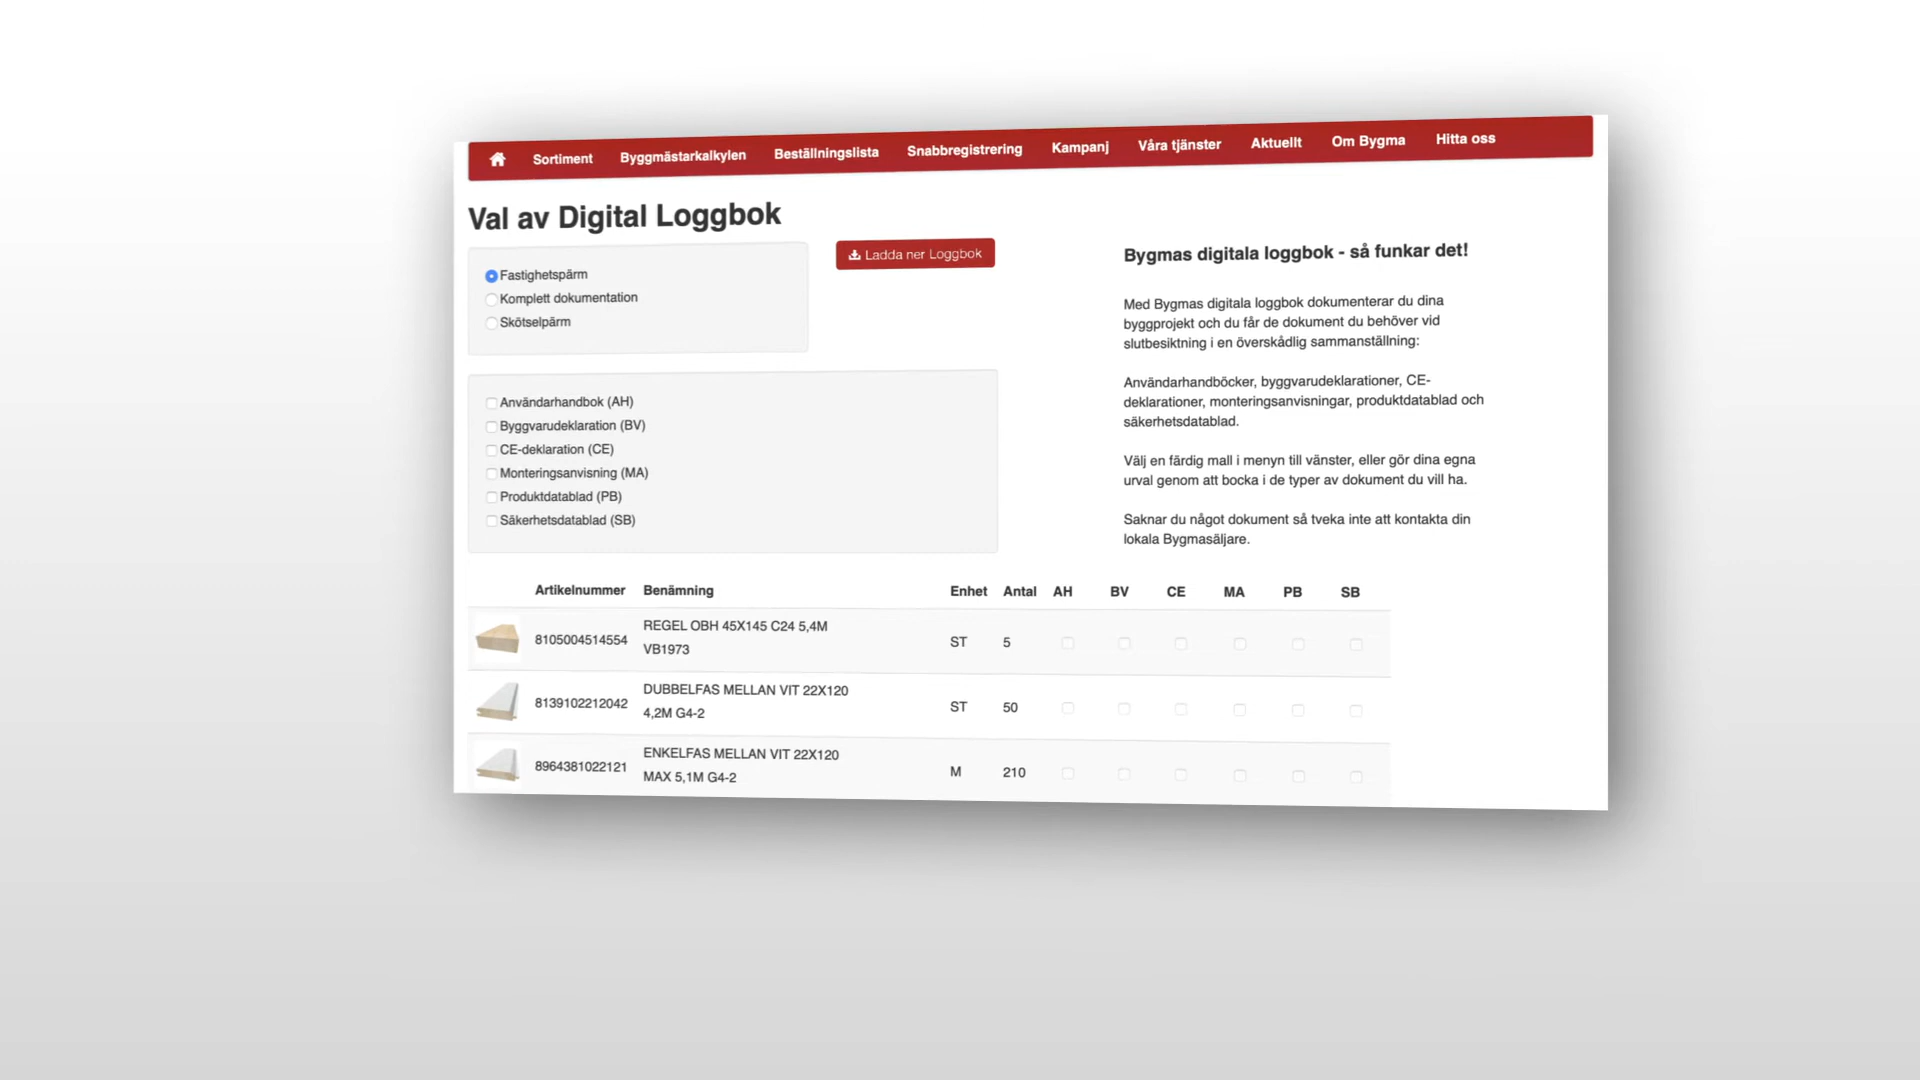 Sortiment Byggmästarkalkylen Beställningslista Snabbregistrering Kampanj Våra tjänster Aktuellt Om Bygma Hitta oss
Val av Digital Loggbok
Fastighetspärm
Komplett dokumentation
Skötselpärm
Ladda ner Loggbok
Användarhandbok (AH)
Byggvarudeklaration (BV)
CE-deklaration (CE)
Monteringsanvisning (MA)
Produktdatablad (PB)
Säkerhetsdatablad (SB)
Bygmas digitala loggbok - så funkar det!
Med Bygmas digitala loggbok dokumenterar du dina
byggprojekt och du får de dokument du behöver vid
slutbesiktning i en överskådlig sammanställning:
Användarhandböcker, byggvarudeklarationer, CE-
deklarationer, monteringsanvisningar, produktdatablad och
säkerhetsdatablad.
Välj en färdig mall i menyn till vänster, eller gör dina egna
urval genom att bocka i de typer av dokument du vill ha.
Saknar du något dokument så tveka inte att kontakta din
lokala Bygmasäljare.
Artikelnummer Benämning Enhet Antal AH BV CE MA PB SB
8105004514554 REGEL OBH 45X145 C24 5,4M ST 5
VB1973
8139102212042 DUBBELFAS MELLAN VIT 22X120 ST 50
4,2M G4-2
8964381022121 ENKELFAS MELLAN VIT 22X120 M 210
MAX 5,1M G4-2